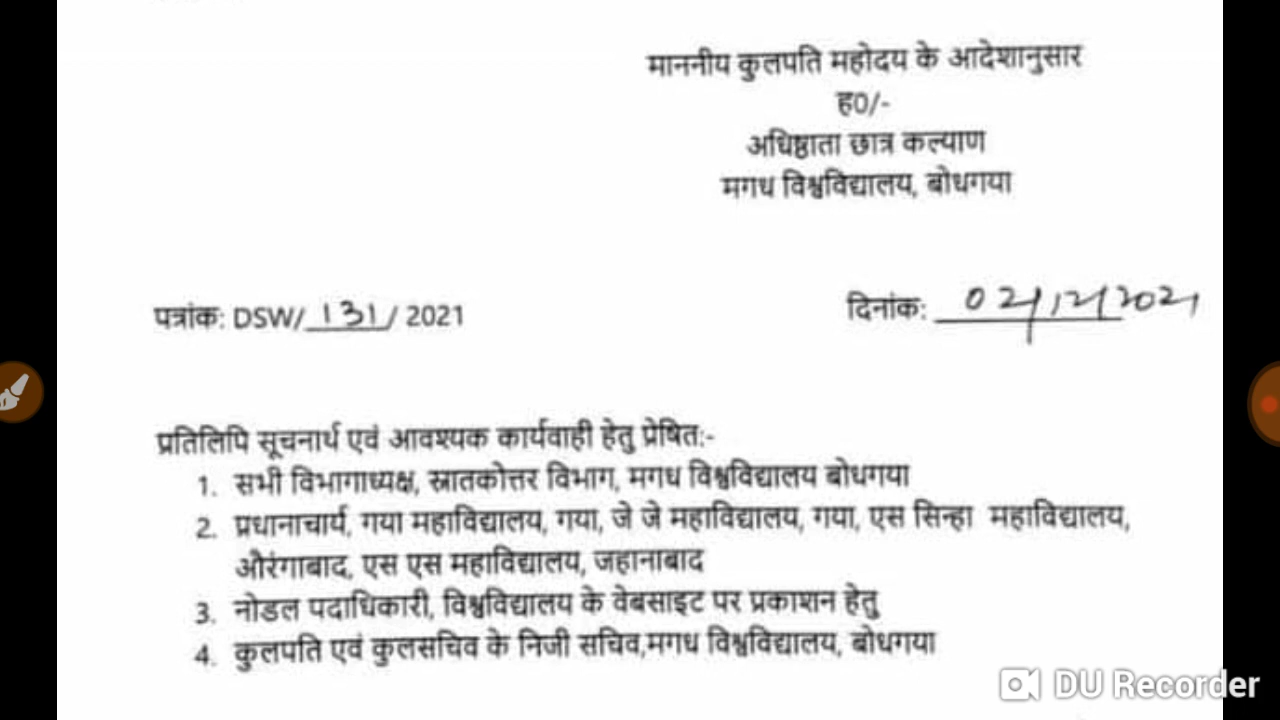 माननीय कुलपति महोदय के आदेशानुसार
ह0/-
अधिष्ठाता छात्र कल्याण
मगध विश्वविद्यालय, बोधगया
पत्रांक: DSW/ 131 / 2021
दिनांक: 02/12/2021
प्रतिलिपि सूचनार्थ एवं आवश्यक कार्यवाही हेतु प्रेषित:-
1. सभी विभागाध्यक्ष, स्नातकोत्तर विभाग, मगध विश्वविद्यालय बोधगया
2. प्रधानाचार्य, गया महाविद्यालय, गया, जे जे महाविद्यालय, गया, एस सिन्हा महाविद्यालय,
औरंगाबाद, एस एस महाविद्यालय, जहानाबाद
3. नोडल पदाधिकारी, विश्वविद्यालय के वेबसाइट पर प्रकाशन हेतु
4. कुलपति एवं कुलसचिव के निजी सचिव,मगध विश्वविद्यालय, बोधगया
DU Recorder